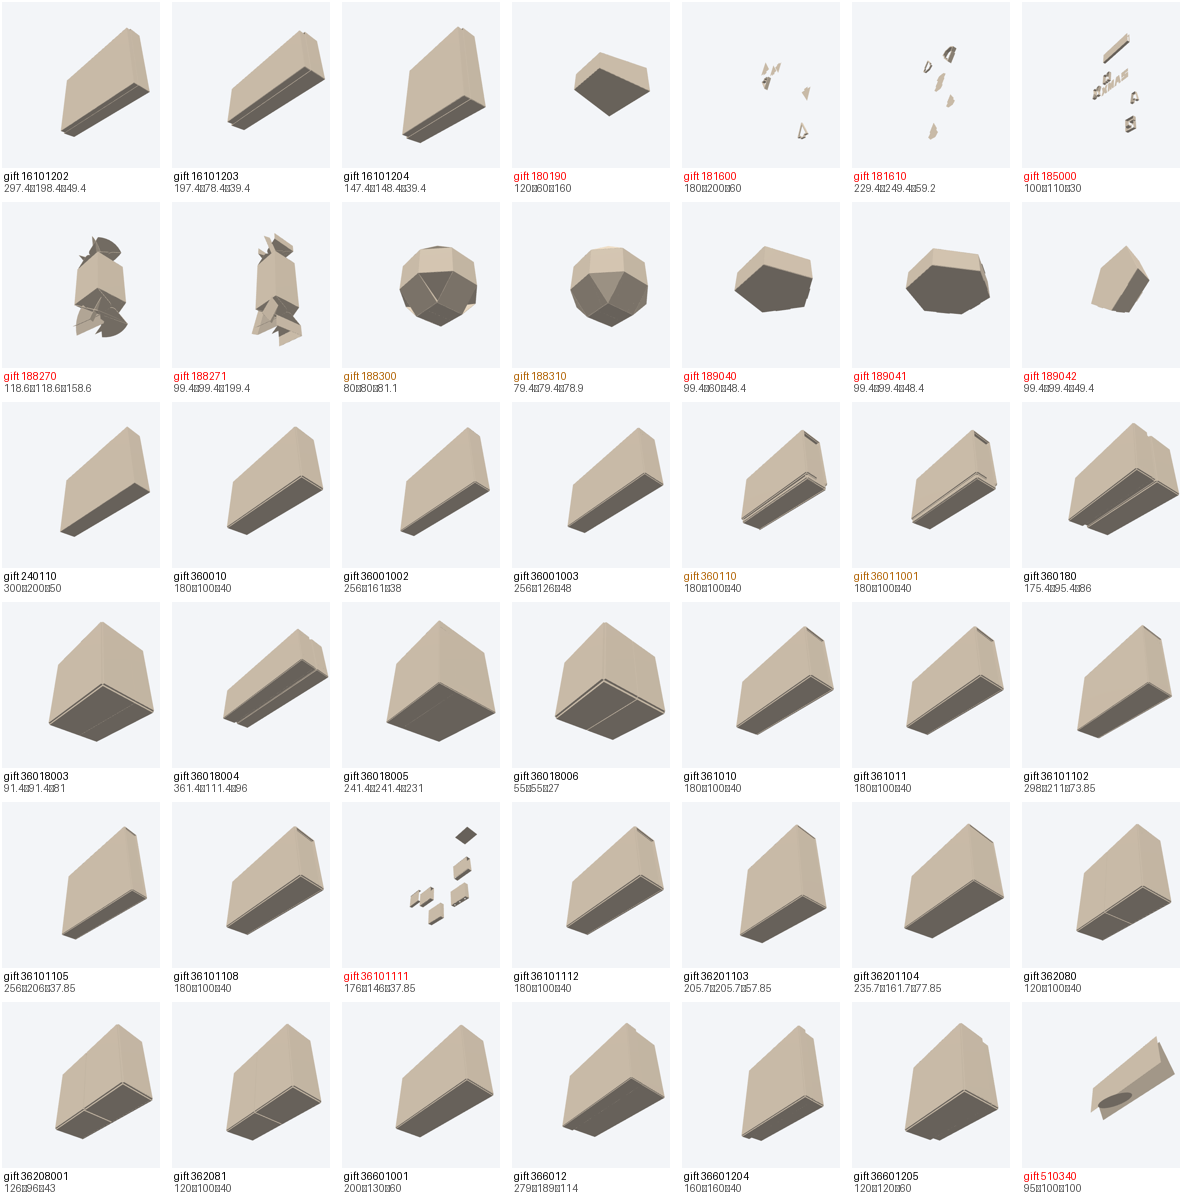 gift 16101202
297.4□198.4□49.4
gift 16101203
197.4□78.4□39.4
gift 16101204
147.4□148.4□39.4
gift 180190
120□60□160
gift 181600
180□200□60
gift 181610
229.4□249.4□59.2
gift 185000
100□110□30
gift 188270
118.6□118.6□158.6
gift 188271
99.4□99.4□199.4
gift 188300
80□80□81.1
gift 188310
79.4□79.4□78.9
gift 189040
99.4□60□48.4
gift 189041
99.4□99.4□48.4
gift 189042
99.4□99.4□49.4
gift 240110
300□200□50
gift 360010
180□100□40
gift 36001002
256□161□38
gift 36001003
256□126□48
gift 360110
180□100□40
gift 36011001
180□100□40
gift 360180
175.4□95.4□86
gift 36018003
91.4□91.4□81
gift 36018004
361.4□111.4□96
gift 36018005
241.4□241.4□231
gift 36018006
55□55□27
gift 361010
180□100□40
gift 361011
180□100□40
gift 36101102
298□211□73.85
gift 36101105
256□206□37.85
gift 36101108
180□100□40
gift 36101111
176□146□37.85
gift 36101112
180□100□40
gift 36201103
205.7□205.7□57.85
gift 36201104
235.7□161.7□77.85
gift 362080
120□100□40
gift 36208001
126□96□43
gift 362081
120□100□40
gift 36601001
200□130□60
gift 366012
279□189□114
gift 36601204
160□160□40
gift 36601205
120□120□60
gift 510340
95□100□100